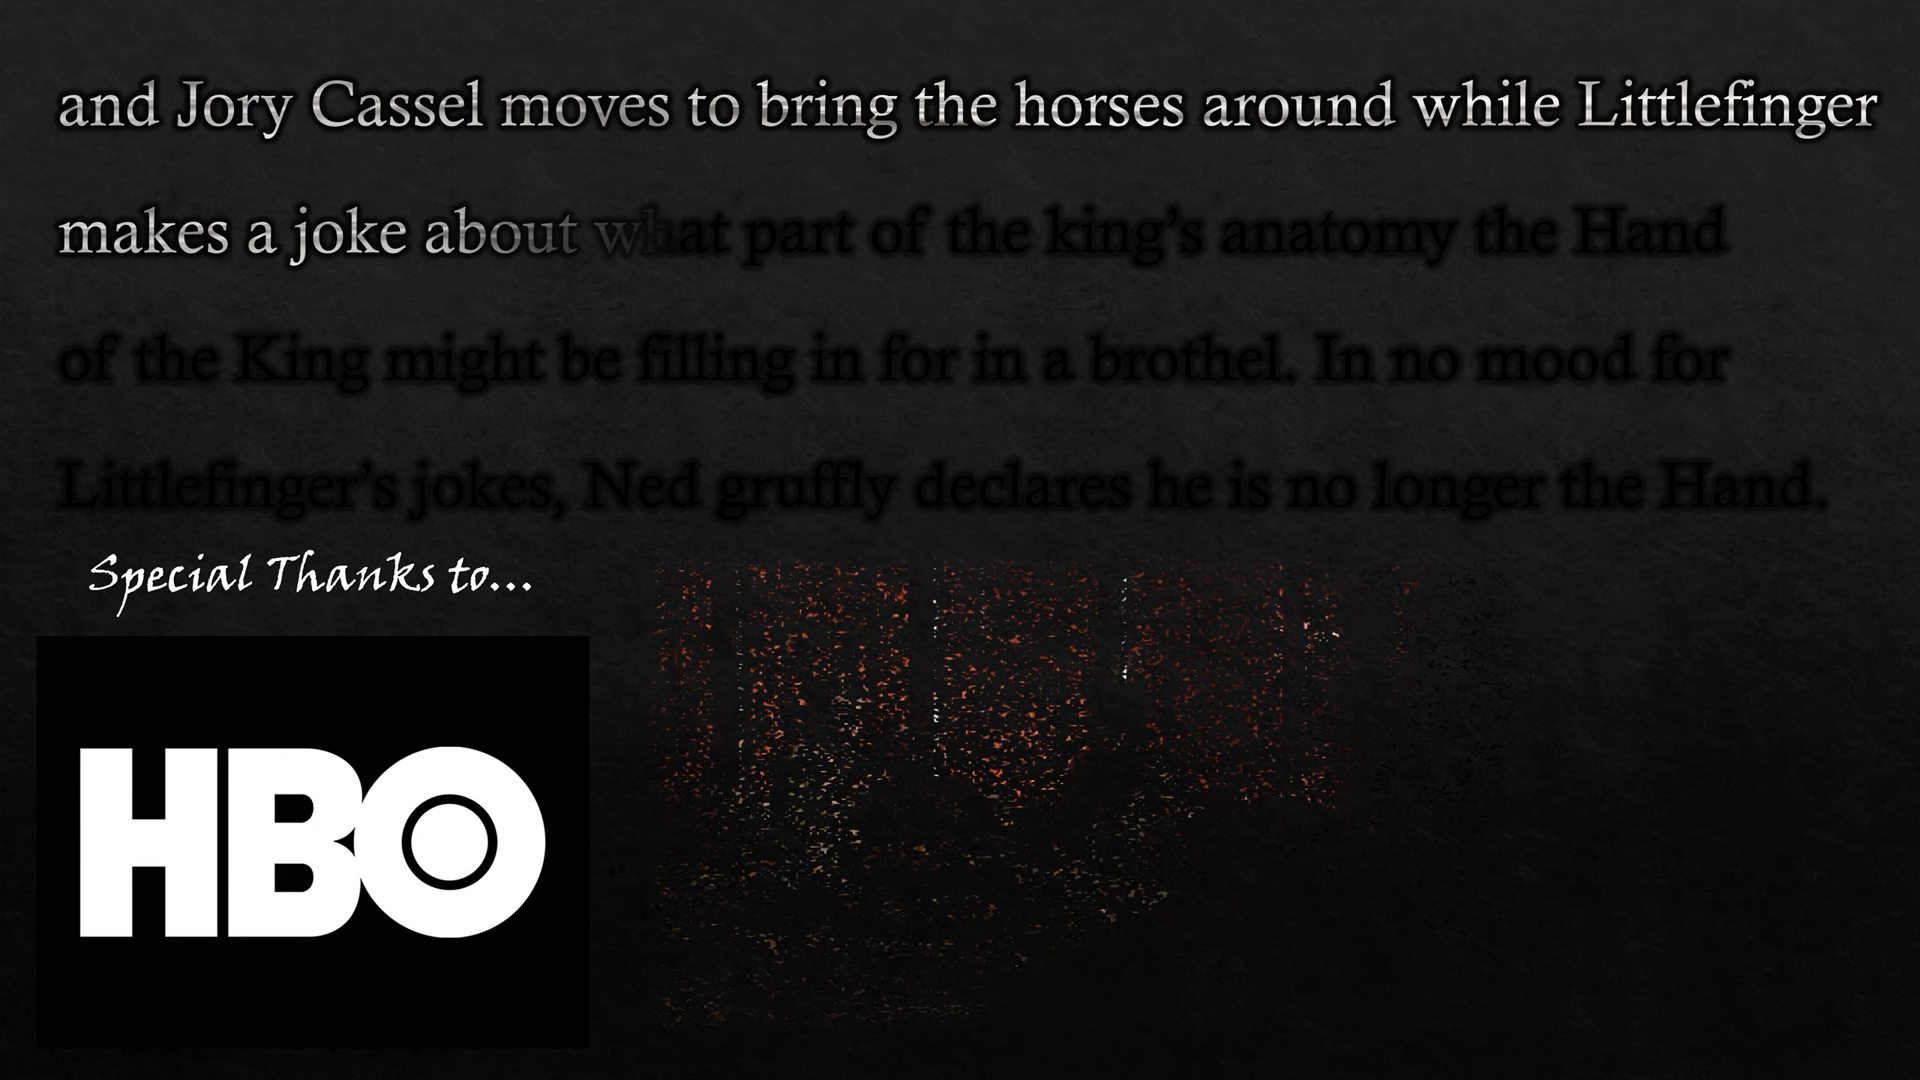 and Jory Cassel moves to bring the horses around while Littlefinger
makes a joke about what part of the king’s anatomy the Hand
of the King might be filling in for in a brothel. In no mood for
Littlefinger’s jokes, Ned gruffly declares he is no longer the Hand.
Special Thanks to...
HBO